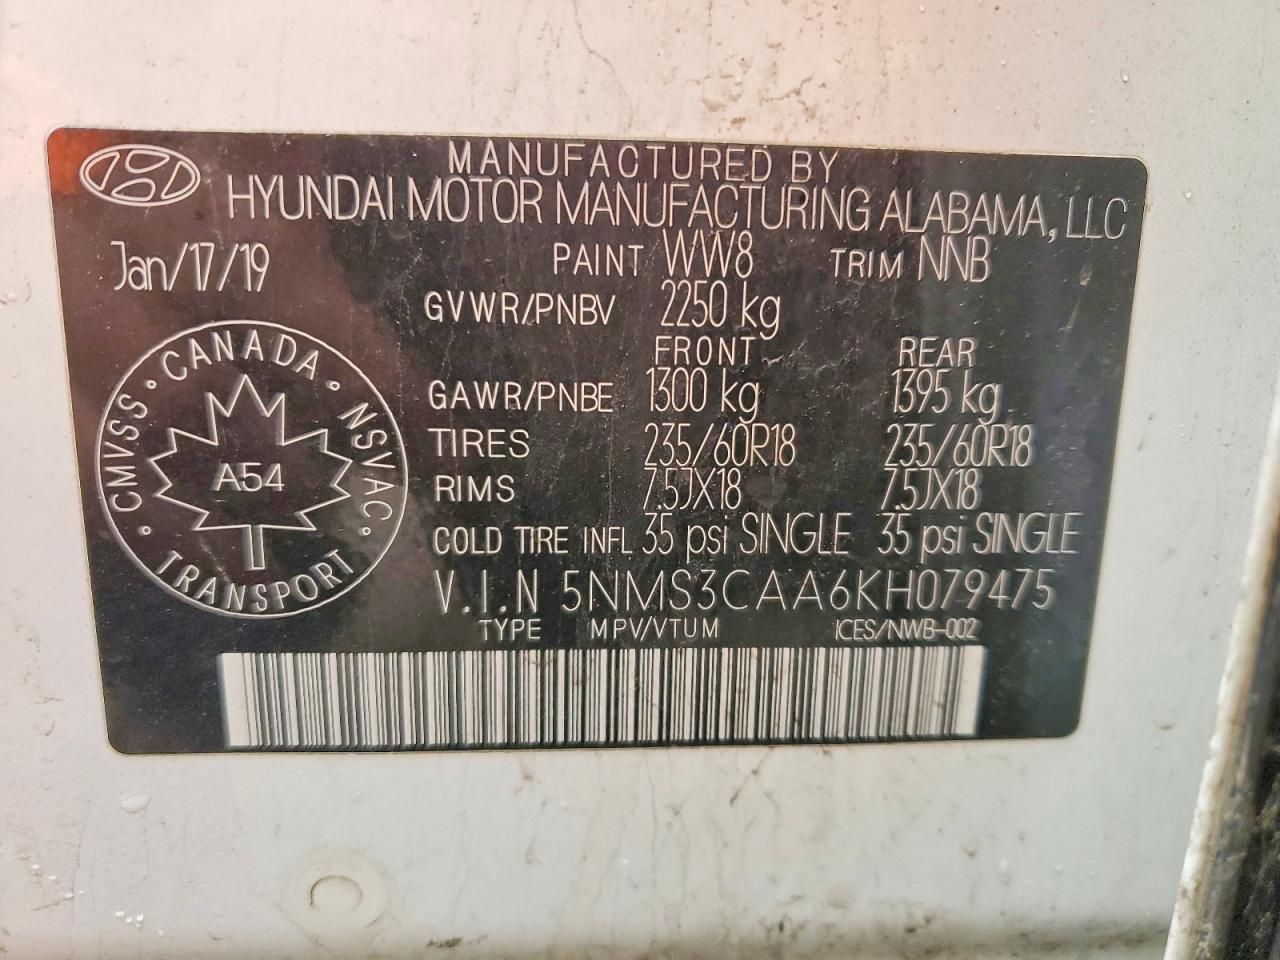 MANUFACTURED BY
HYUNDAI MOTOR MANUFACTURING ALABAMA, LLC
Jan/17/19 PAINT WW8 TRIM NNB
GVWR/PNBV 2250 kg
FRONT REAR
GAWR/PNBE 1300 kg 1395 kg
TIRES 235/60R18 235/60R18
RIMS 7.5JX18 7.5JX18
COLD TIRE INFL 35 psi SINGLE 35 psi SINGLE
V.I.N 5NMS3CAA6KH079475
TYPE MPV/VTUM ICES/NWB-002
CMVSS · CANADA · NSVAC · TRANSPORT ·
A54